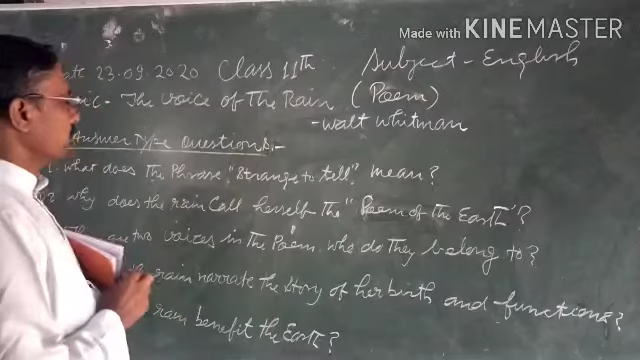 Made with KINEMASTER
23.09.2020 Class 11th Subject - English
- The Voice of The Rain (Poem)
- Walt Whitman
Answer Type Question:-
1. What does The Phrase "Strange to tell" mean?
2 Why does the rain Call herself The "Poem of The Earth"?
two voices in The Poem. Who do They belong to?
rain narrate the story of her birth and functions?
rain benefit the Earth?